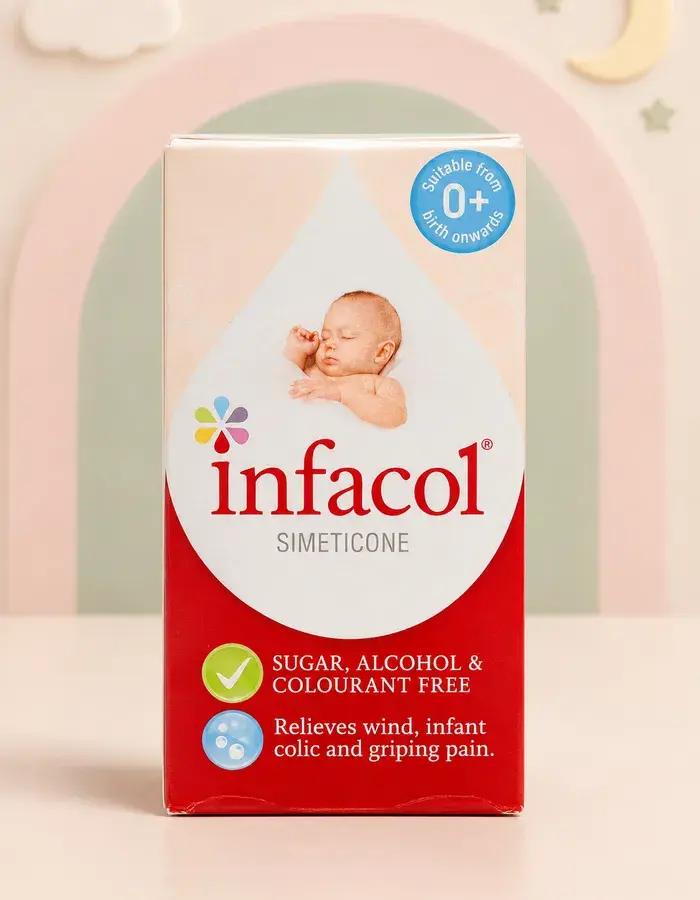 Suitable from
0+
birth onwards
infacol®
SIMETICONE
SUGAR, ALCOHOL &
COLOURANT FREE
Relieves wind, infant
colic and griping pain.